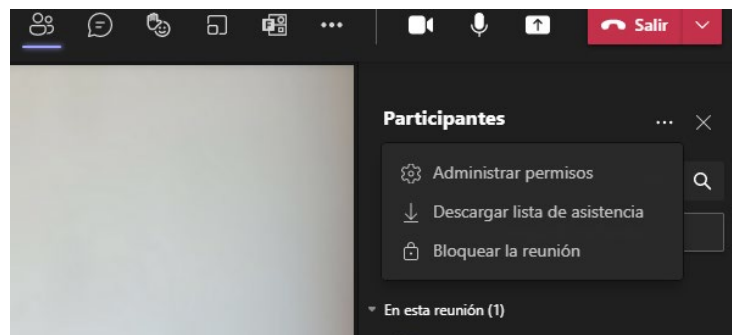 Salir
Participantes
Administrar permisos
Descargar lista de asistencia
Bloquear la reunión
En esta reunión (1)